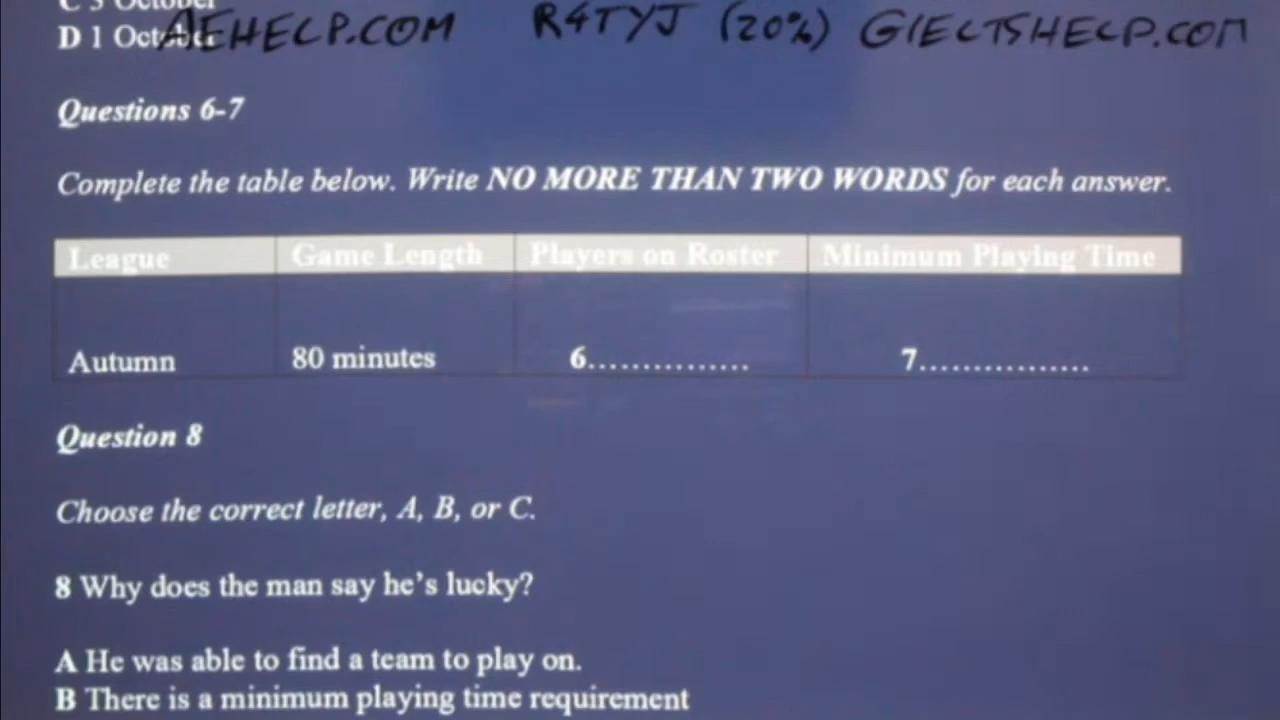 C 3 October
D 1 October
AEHELP.COM R4TYJ (20%) GIELTSHELP.COM
Questions 6-7
Complete the table below. Write NO MORE THAN TWO WORDS for each answer.
League Game Length Players on Roster Minimum Playing Time
Autumn 80 minutes 6............... 7................
Question 8
Choose the correct letter, A, B, or C.
8 Why does the man say he's lucky?
A He was able to find a team to play on.
B There is a minimum playing time requirement